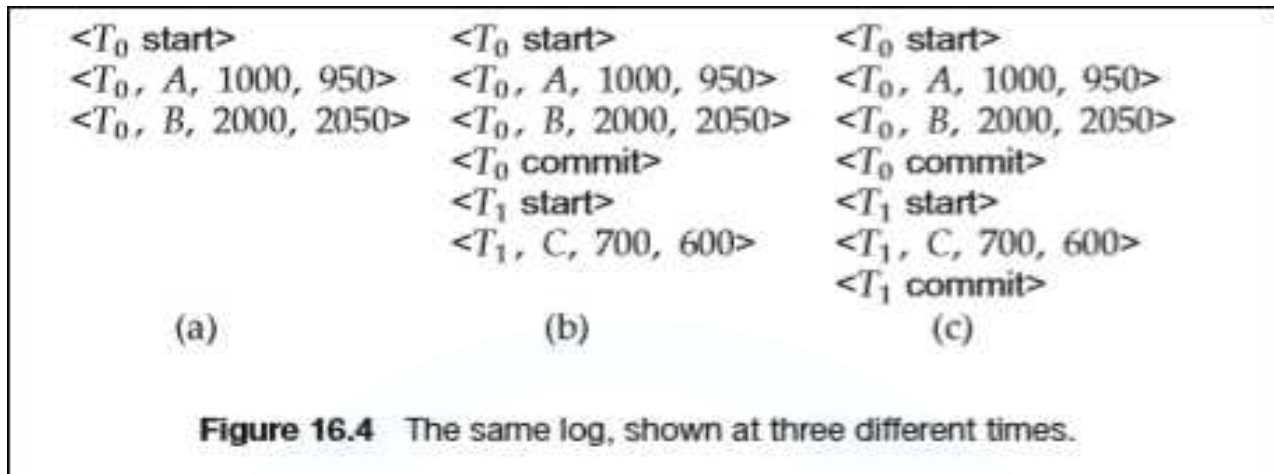 <T₀ start>
<T₀, A, 1000, 950>
<T₀, B, 2000, 2050>
(a)
<T₀ start>
<T₀, A, 1000, 950>
<T₀, B, 2000, 2050>
<T₀ commit>
<T₁ start>
<T₁, C, 700, 600>
(b)
<T₀ start>
<T₀, A, 1000, 950>
<T₀, B, 2000, 2050>
<T₀ commit>
<T₁ start>
<T₁, C, 700, 600>
<T₁ commit>
(c)
Figure 16.4 The same log, shown at three different times.